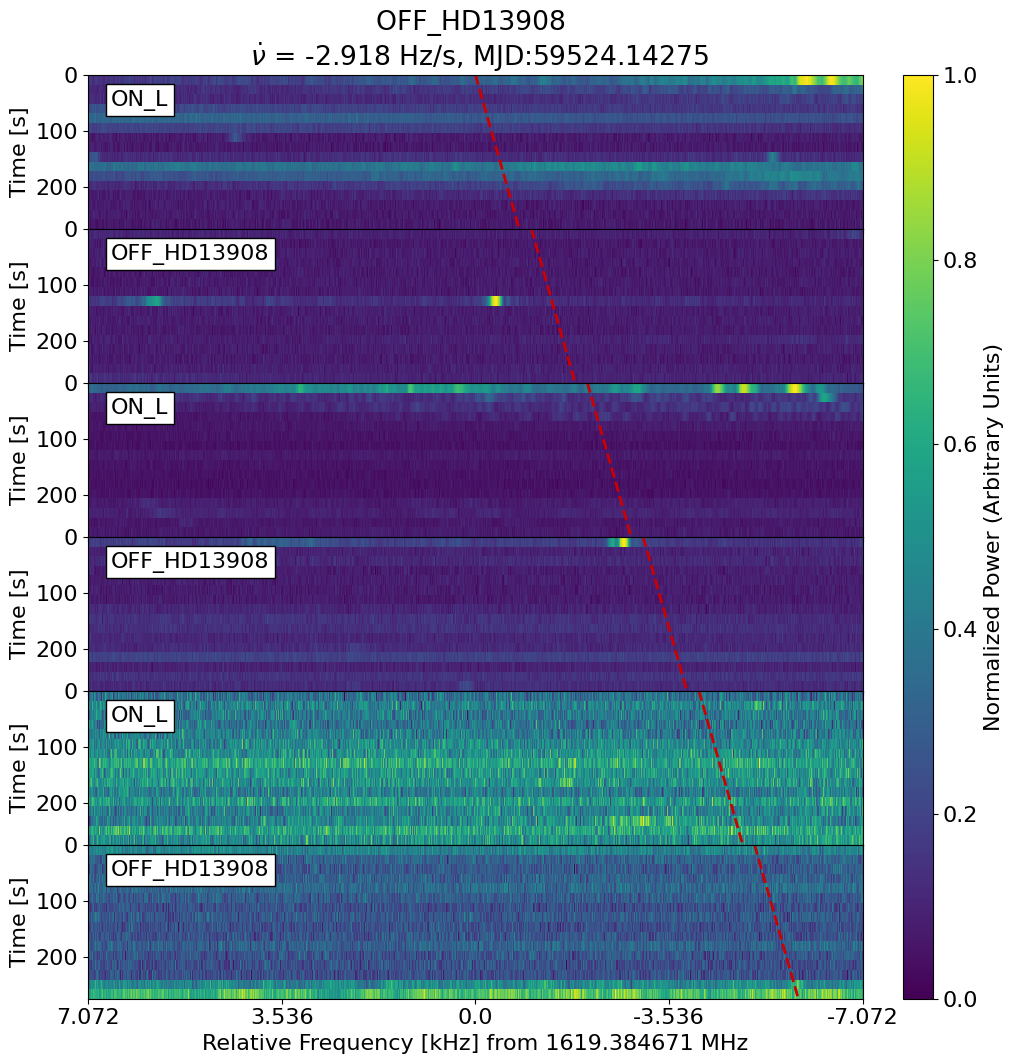 OFF_HD13908
ν̇ = -2.918 Hz/s, MJD:59524.14275
ON_L
OFF_HD13908
ON_L
OFF_HD13908
ON_L
OFF_HD13908
Time [s]
Time [s]
Time [s]
Time [s]
Time [s]
Time [s]
0
100
200
0
100
200
0
100
200
0
100
200
0
100
200
0
100
200
7.072 3.536 0.0 -3.536 -7.072
Relative Frequency [kHz] from 1619.384671 MHz
1.0
0.8
0.6
0.4
0.2
0.0
Normalized Power (Arbitrary Units)